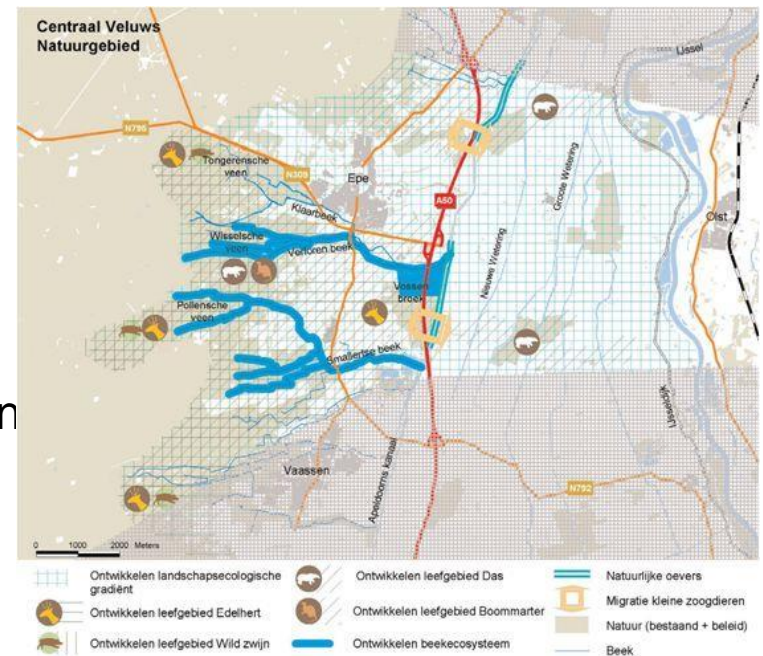 Centraal Veluws
Natuurgebied
IJssel
N795
Tongerensche
veen
N309
Epe
Klaarbeek
A50
Groote Wetering
Olst
Wisselsche
veen
Verloren beek
Nieuwe Wetering
Vossen
broek
Pollensche
veen
Smallertse beek
n
IJsseldijk
Vaassen
Apeldoorns kanaal
N792
0 1000 2000 Meters
Ontwikkelen landschapsecologische
gradiënt
Ontwikkelen leefgebied Das
Natuurlijke oevers
Migratie kleine zoogdieren
Ontwikkelen leefgebied Edelhert
Ontwikkelen leefgebied Boommarter
Natuur (bestaand + beleid)
Ontwikkelen leefgebied Wild zwijn
Ontwikkelen beekecosysteem
Beek